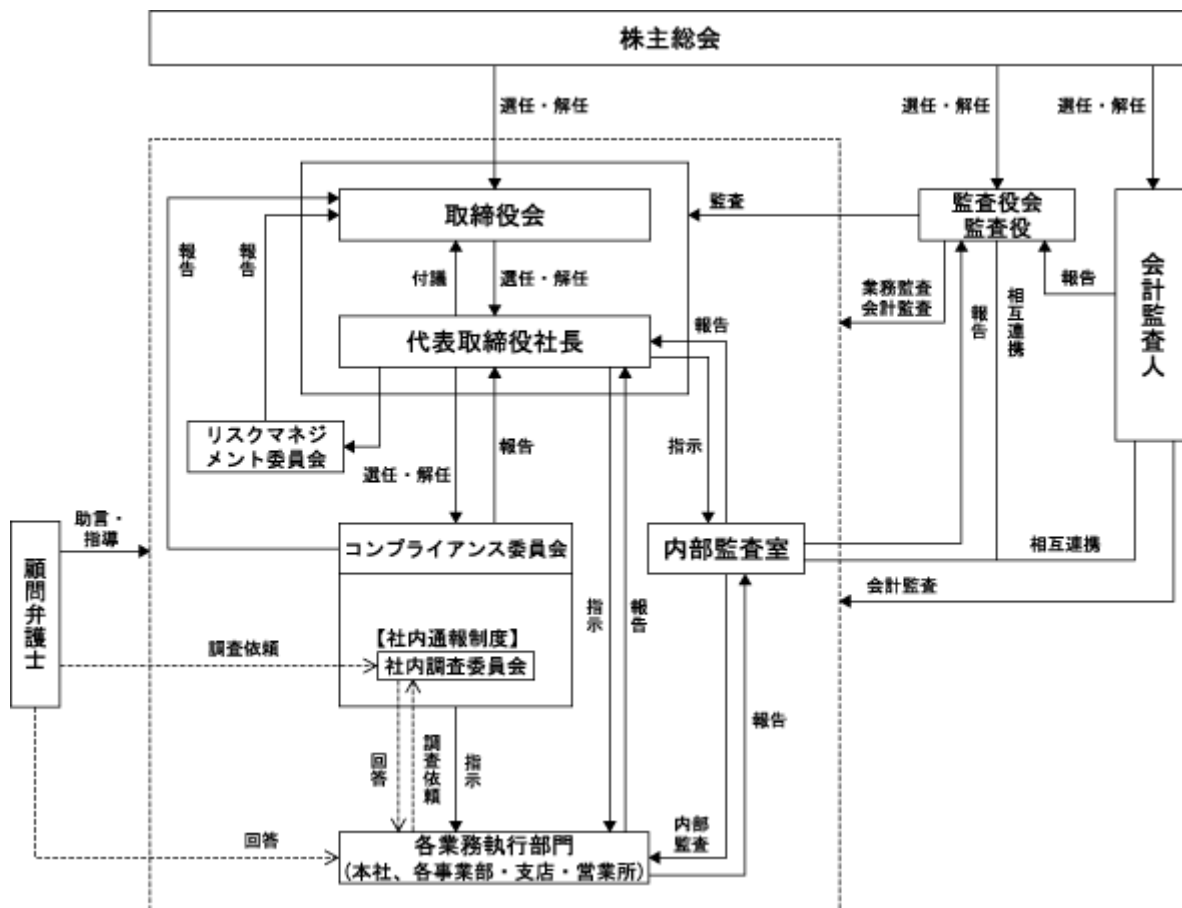 株主総会
選任・解任
選任・解任
選任・解任
取締役会
監査
監査役会
監査役
会計監査人
報告
報告
付議
選任・解任
業務監査
会計監査
報告
相互連携
報告
代表取締役社長
報告
リスクマネジ
メント委員会
選任・解任
報告
指示
助言・
指導
コンプライアンス委員会
内部監査室
相互連携
顧問弁護士
指示
報告
会計監査
【社内通報制度】
調査依頼
社内調査委員会
回答
調査依頼
指示
報告
回答
各業務執行部門
(本社、各事業部・支店・営業所)
内部
監査